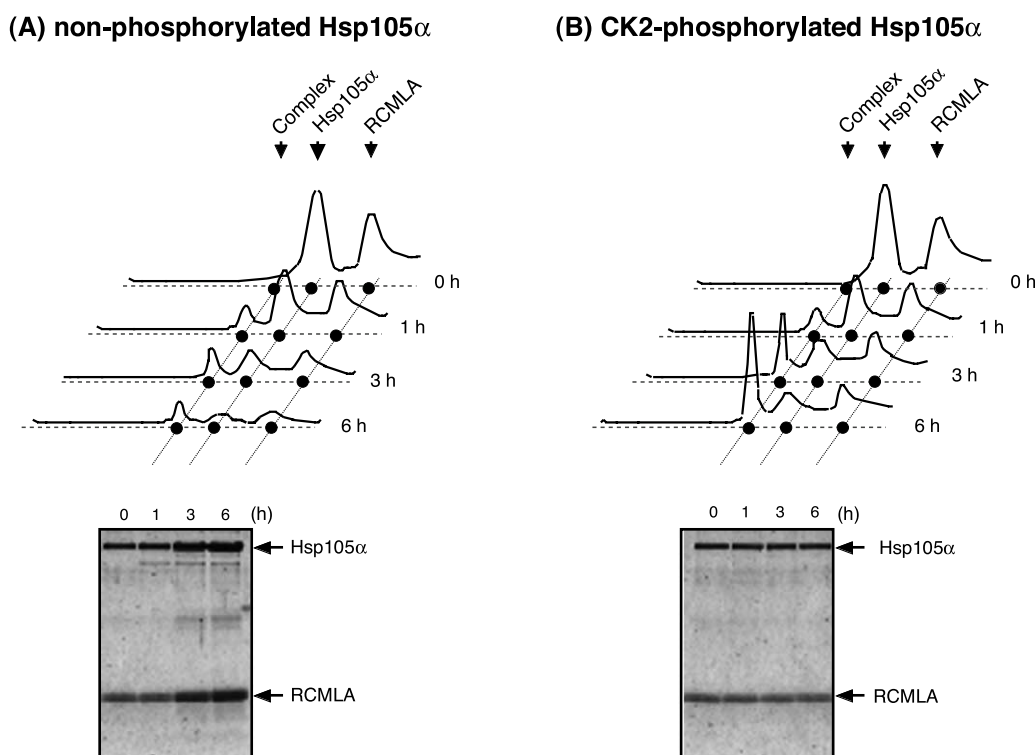 (A) non-phosphorylated Hsp105α
Complex
Hsp105α
RCMLA
0 h
1 h
3 h
6 h
0 1 3 6 (h)
Hsp105α
RCMLA
(B) CK2-phosphorylated Hsp105α
Complex
Hsp105α
RCMLA
0 h
1 h
3 h
6 h
0 1 3 6 (h)
Hsp105α
RCMLA